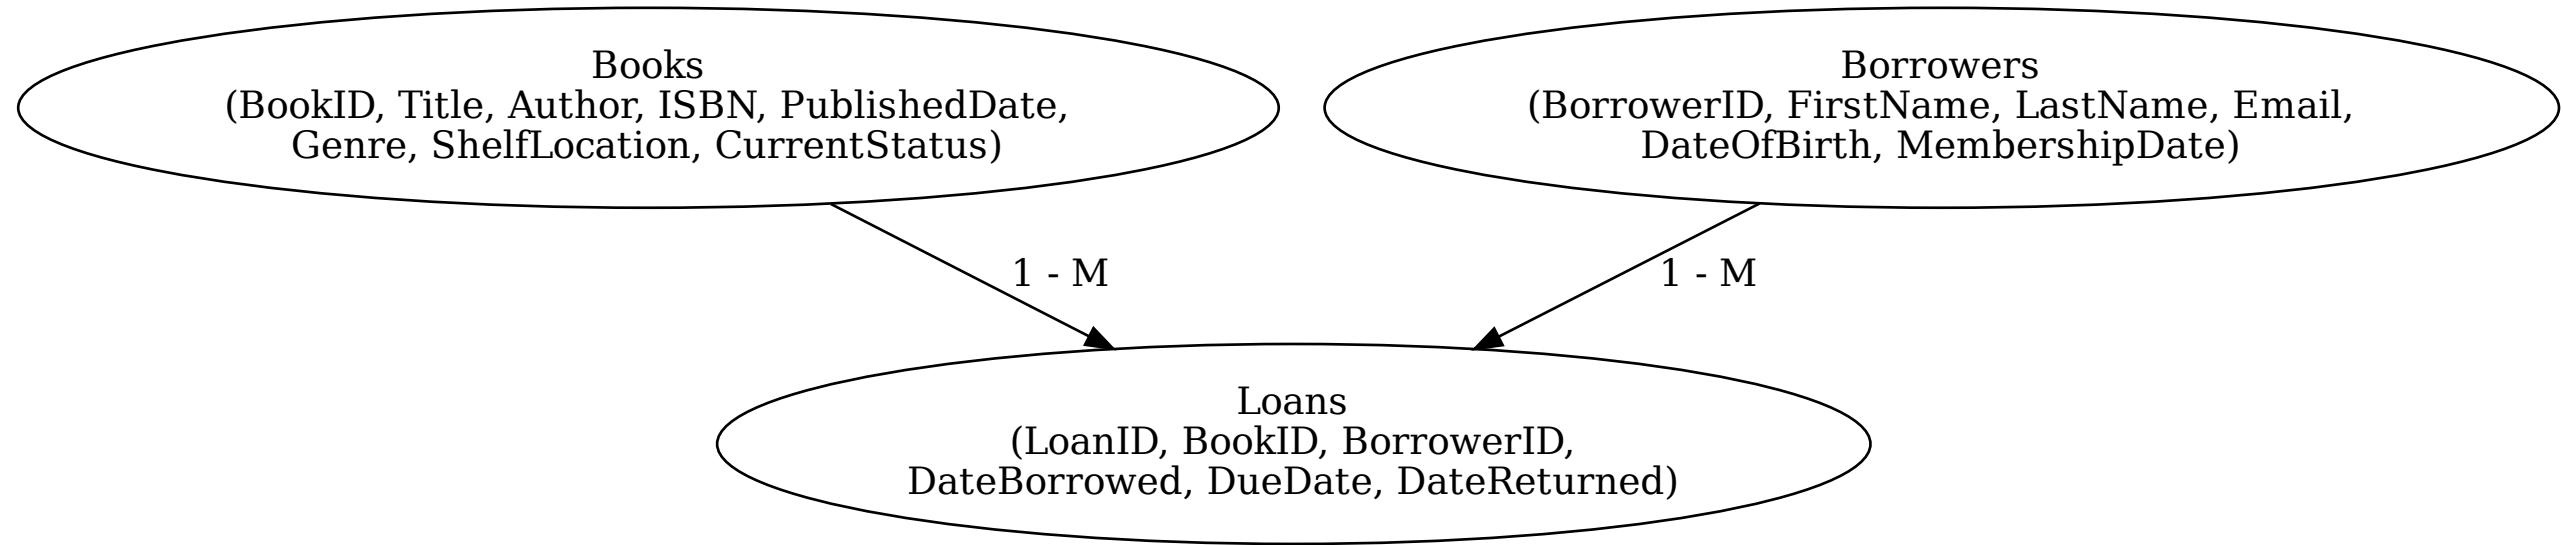 Books
(BookID, Title, Author, ISBN, PublishedDate,
Genre, ShelfLocation, CurrentStatus)
Borrowers
(BorrowerID, FirstName, LastName, Email,
DateOfBirth, MembershipDate)
1 - M
1 - M
Loans
(LoanID, BookID, BorrowerID,
DateBorrowed, DueDate, DateReturned)